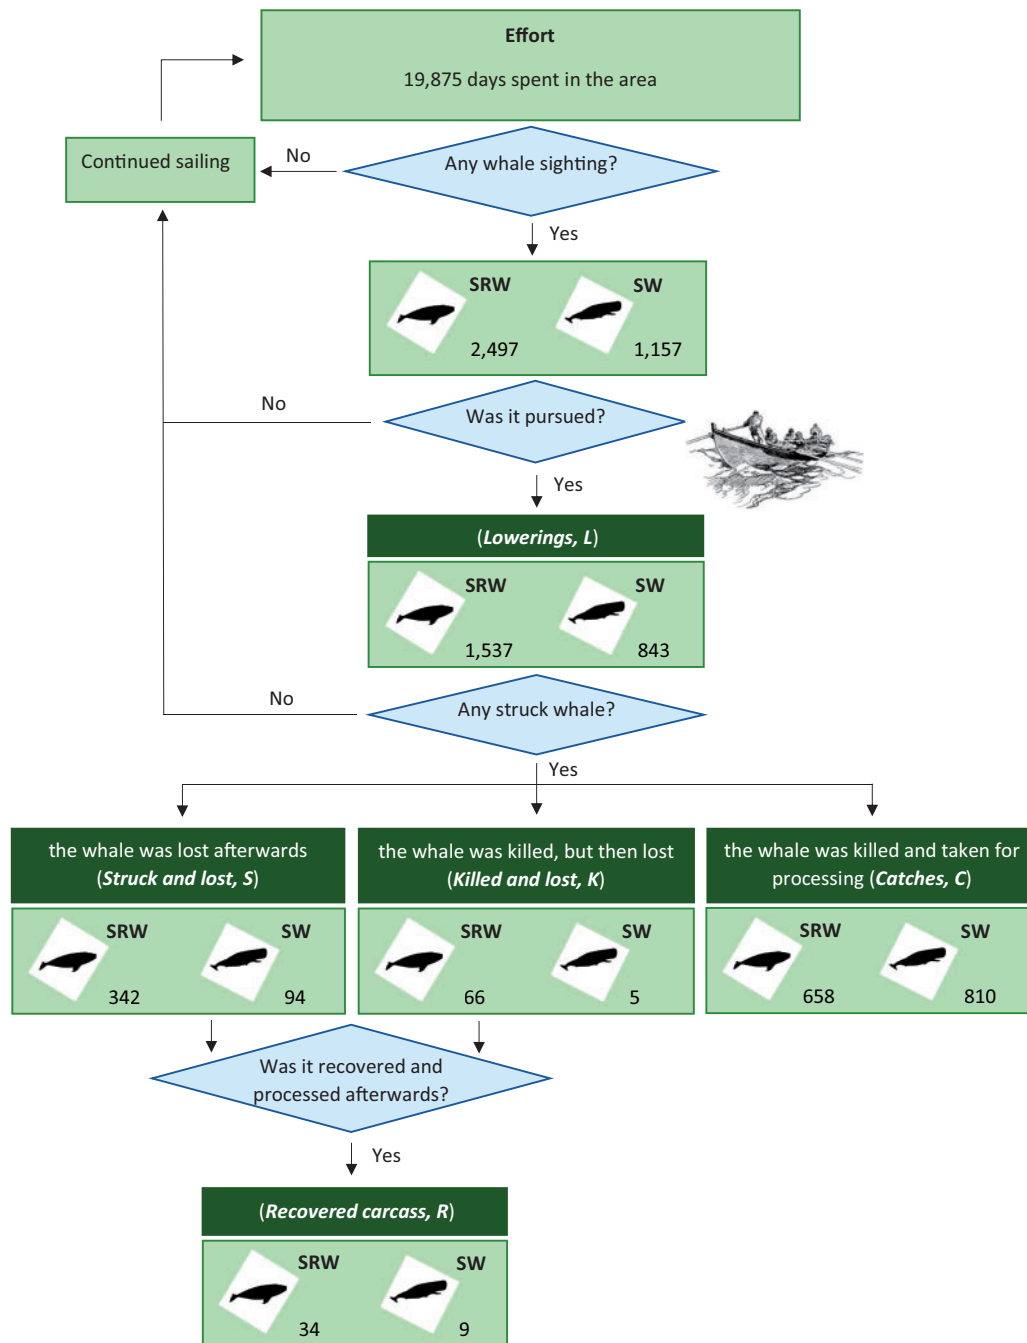 Effort
19,875 days spent in the area
Continued sailing
No
Any whale sighting?
Yes
SRW
SW
2,497
1,157
No
Was it pursued?
Yes
(Lowerings, L)
SRW
SW
1,537
843
No
Any struck whale?
Yes
the whale was lost afterwards
(Struck and lost, S)
the whale was killed, but then lost
(Killed and lost, K)
the whale was killed and taken for
processing (Catches, C)
SRW
SW
342
94
SRW
SW
66
5
SRW
SW
658
810
Was it recovered and
processed afterwards?
Yes
(Recovered carcass, R)
SRW
SW
34
9